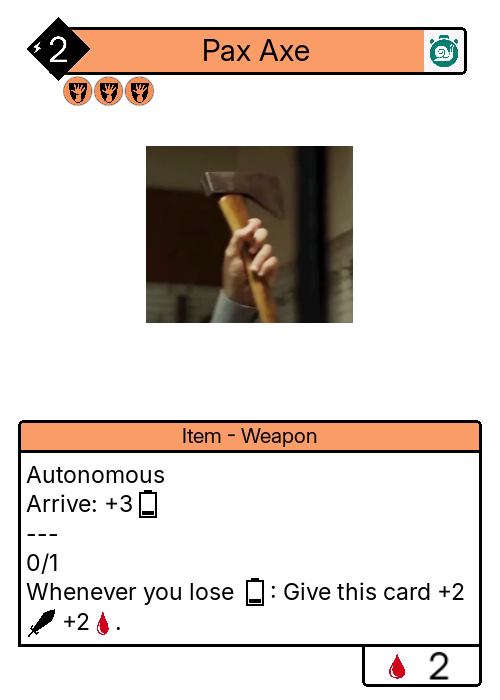 2
Pax Axe
Item - Weapon
Autonomous
Arrive: +3
---
0/1
Whenever you lose : Give this card +2
+2 .
2